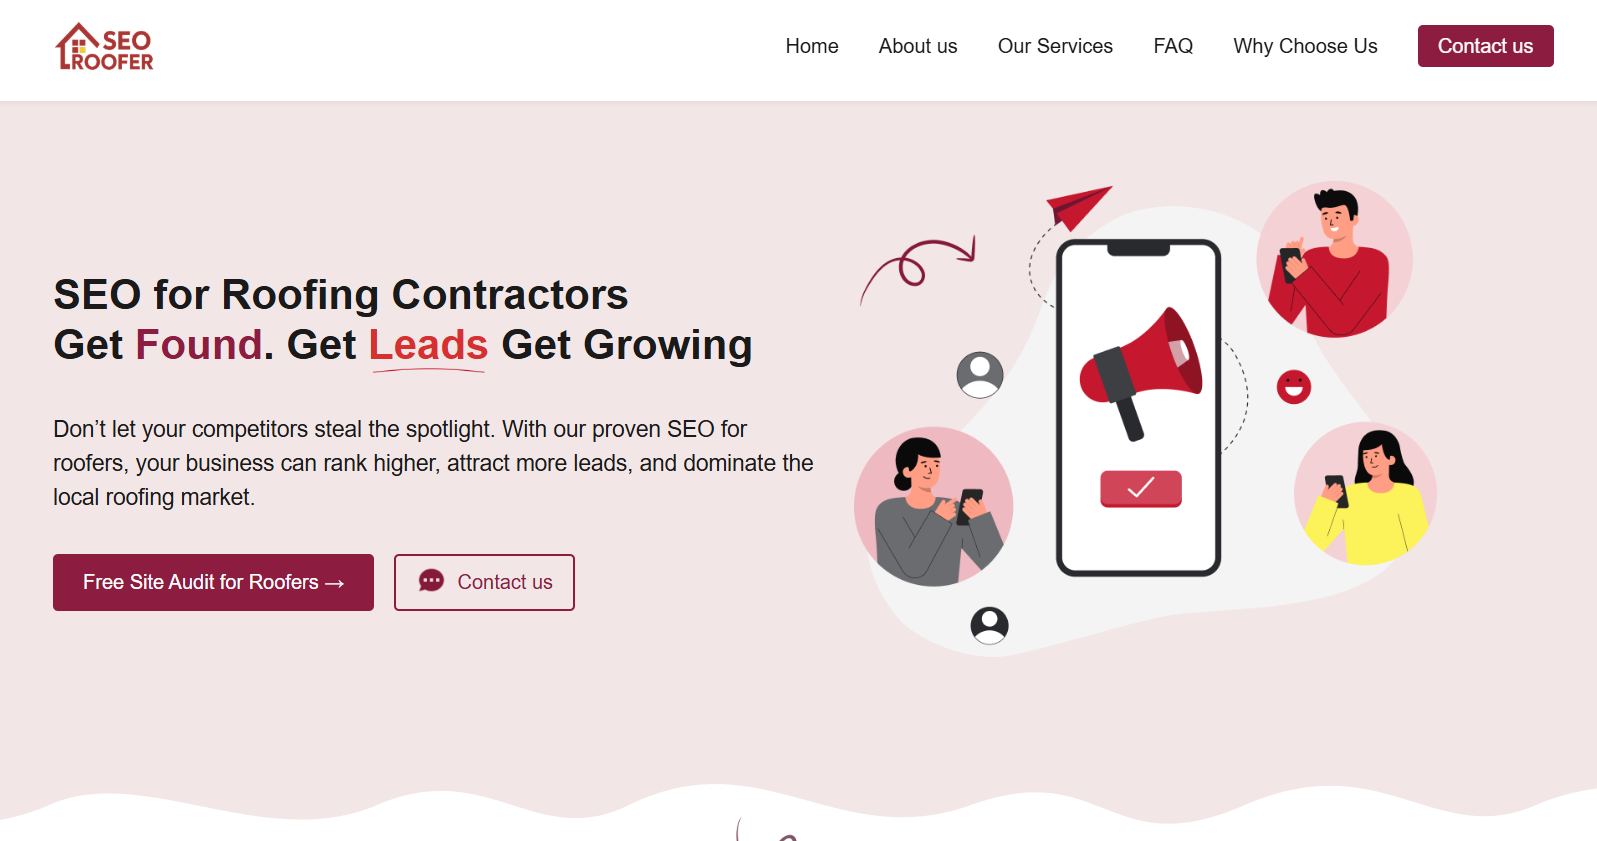 SEO
ROOFER
Home
About us
Our Services
FAQ
Why Choose Us
Contact us
SEO for Roofing Contractors
Get Found. Get Leads Get Growing
Don’t let your competitors steal the spotlight. With our proven SEO for
roofers, your business can rank higher, attract more leads, and dominate the
local roofing market.
Free Site Audit for Roofers →
Contact us